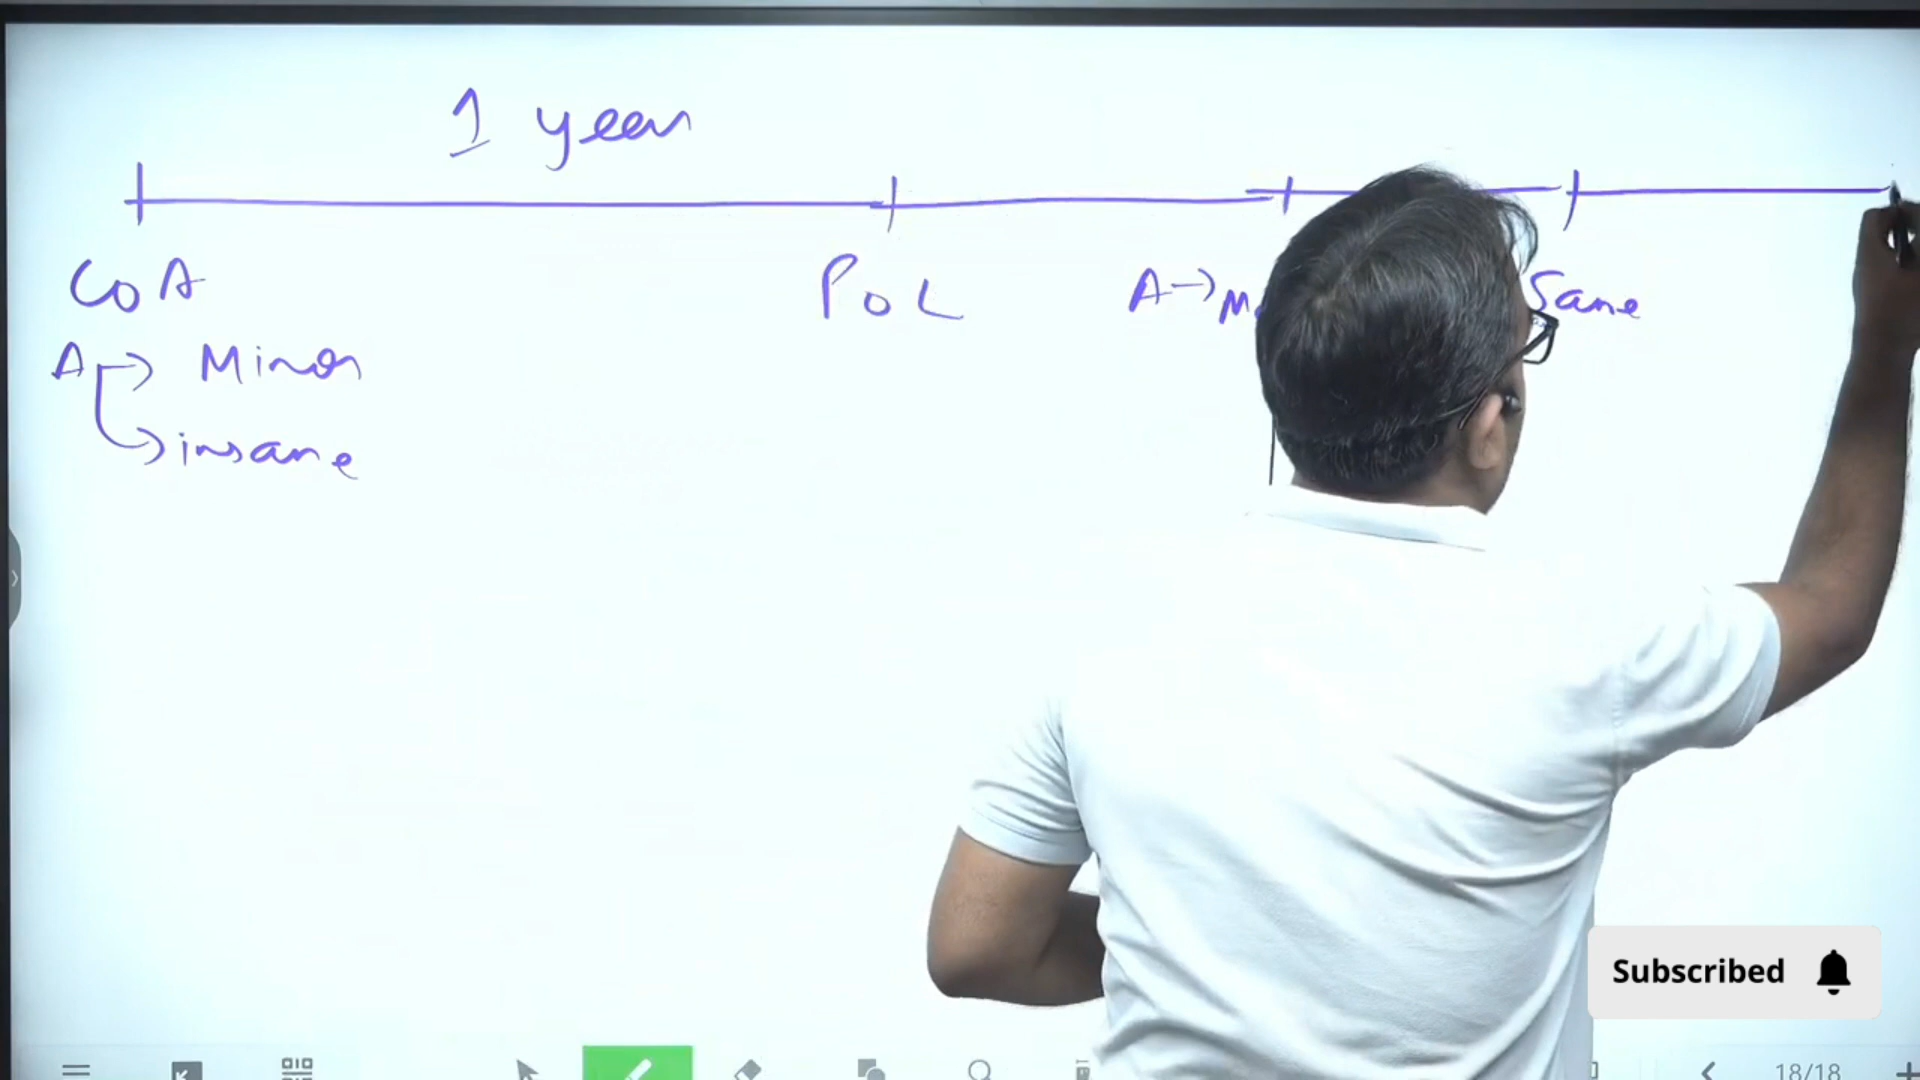 1 year
COA
POL
A→
Sane
A → Minor
→ insane
Subscribed
18/18